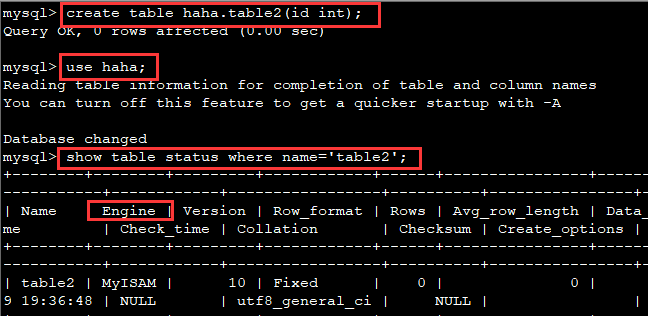 mysql> create table haha.table2(id int);
Query OK, 0 rows affected (0.00 sec)
mysql> use haha;
Reading table information for completion of table and column names
You can turn off this feature to get a quicker startup with -A
Database changed
mysql> show table status where name='table2';
+--------+--------+---------+------------+------+----------------+------
| Name | Engine | Version | Row_format | Rows | Avg_row_length | Data_
me | Check_time | Collation | Checksum | Create_options |
| table2 | MyISAM | 10 | Fixed | 0 | 0 |
9 19:36:48 | NULL | utf8_general_ci | NULL | |